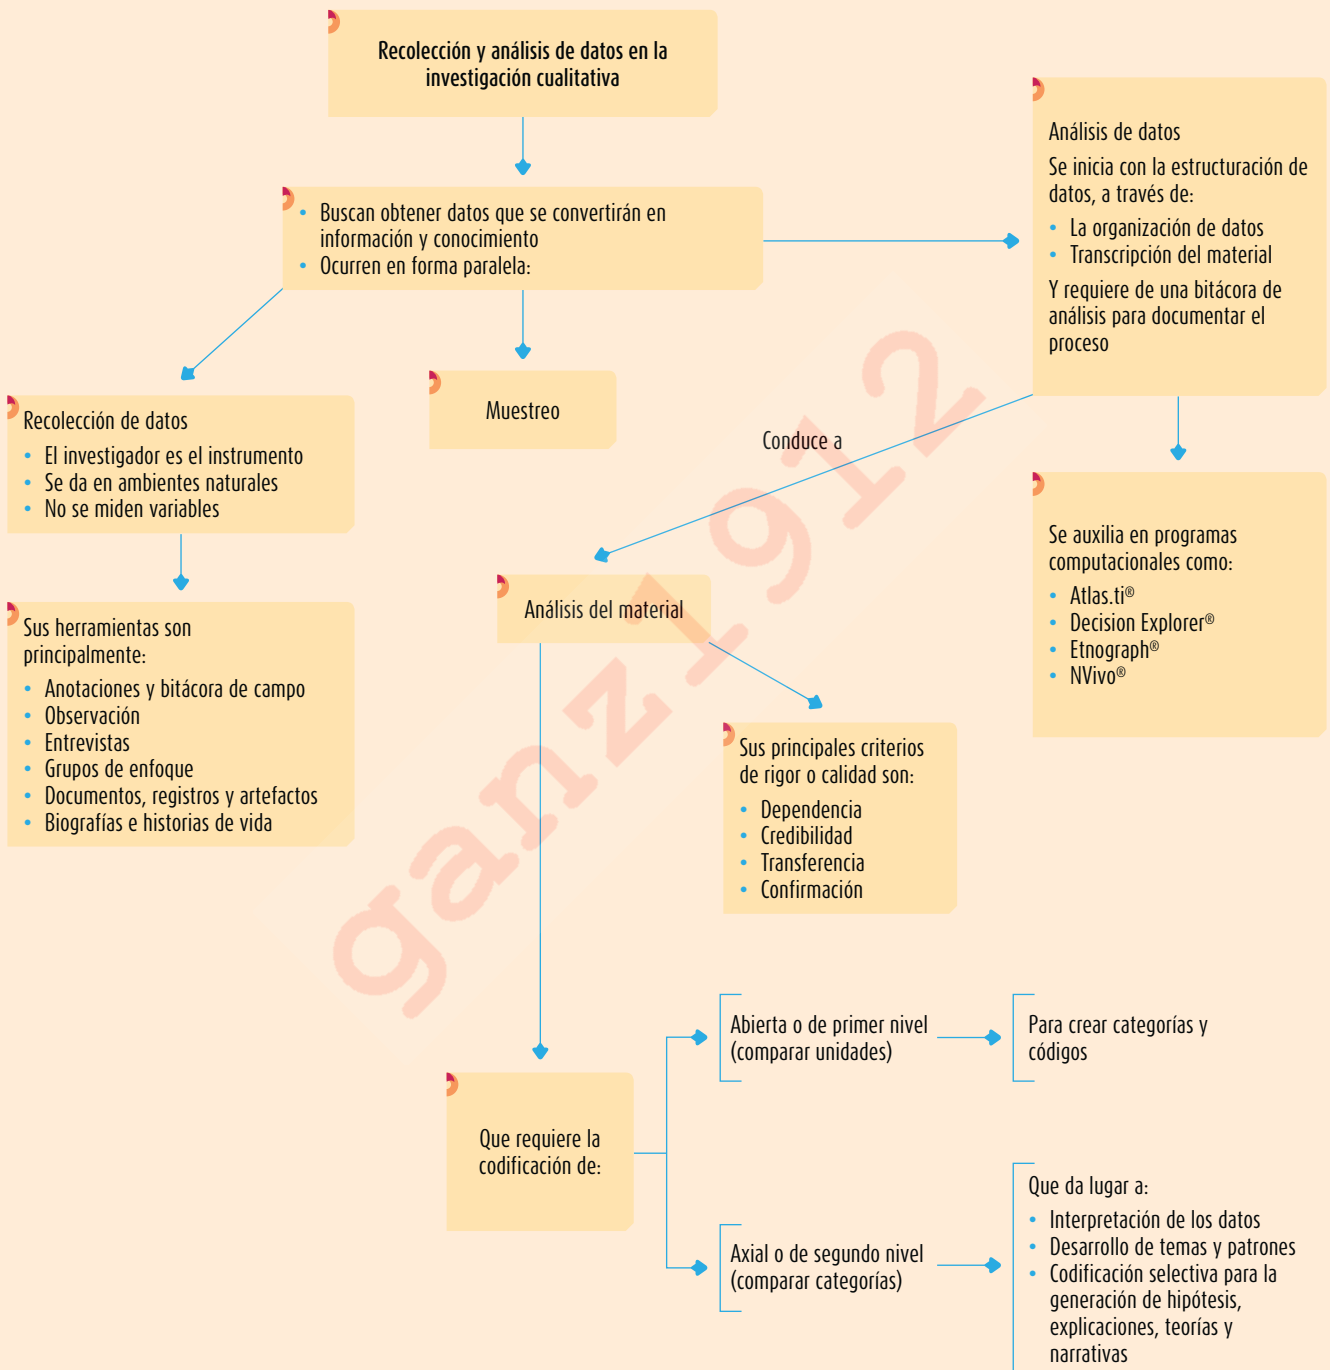 Recolección y análisis de datos en la
investigación cualitativa
• Buscan obtener datos que se convertirán en
información y conocimiento
• Ocurren en forma paralela:
Análisis de datos
Se inicia con la estructuración de
datos, a través de:
• La organización de datos
• Transcripción del material
Y requiere de una bitácora de
análisis para documentar el
proceso
Recolección de datos
• El investigador es el instrumento
• Se da en ambientes naturales
• No se miden variables
Muestreo
Conduce a
Se auxilia en programas
computacionales como:
• Atlas.ti®
• Decision Explorer®
• Etnograph®
• NVivo®
Sus herramientas son
principalmente:
• Anotaciones y bitácora de campo
• Observación
• Entrevistas
• Grupos de enfoque
• Documentos, registros y artefactos
• Biografías e historias de vida
Análisis del material
Sus principales criterios
de rigor o calidad son:
• Dependencia
• Credibilidad
• Transferencia
• Confirmación
Que requiere la
codificación de:
Abierta o de primer nivel
(comparar unidades)
Para crear categorías y
códigos
Axial o de segundo nivel
(comparar categorías)
Que da lugar a:
• Interpretación de los datos
• Desarrollo de temas y patrones
• Codificación selectiva para la
generación de hipótesis,
explicaciones, teorías y
narrativas
ganz1912